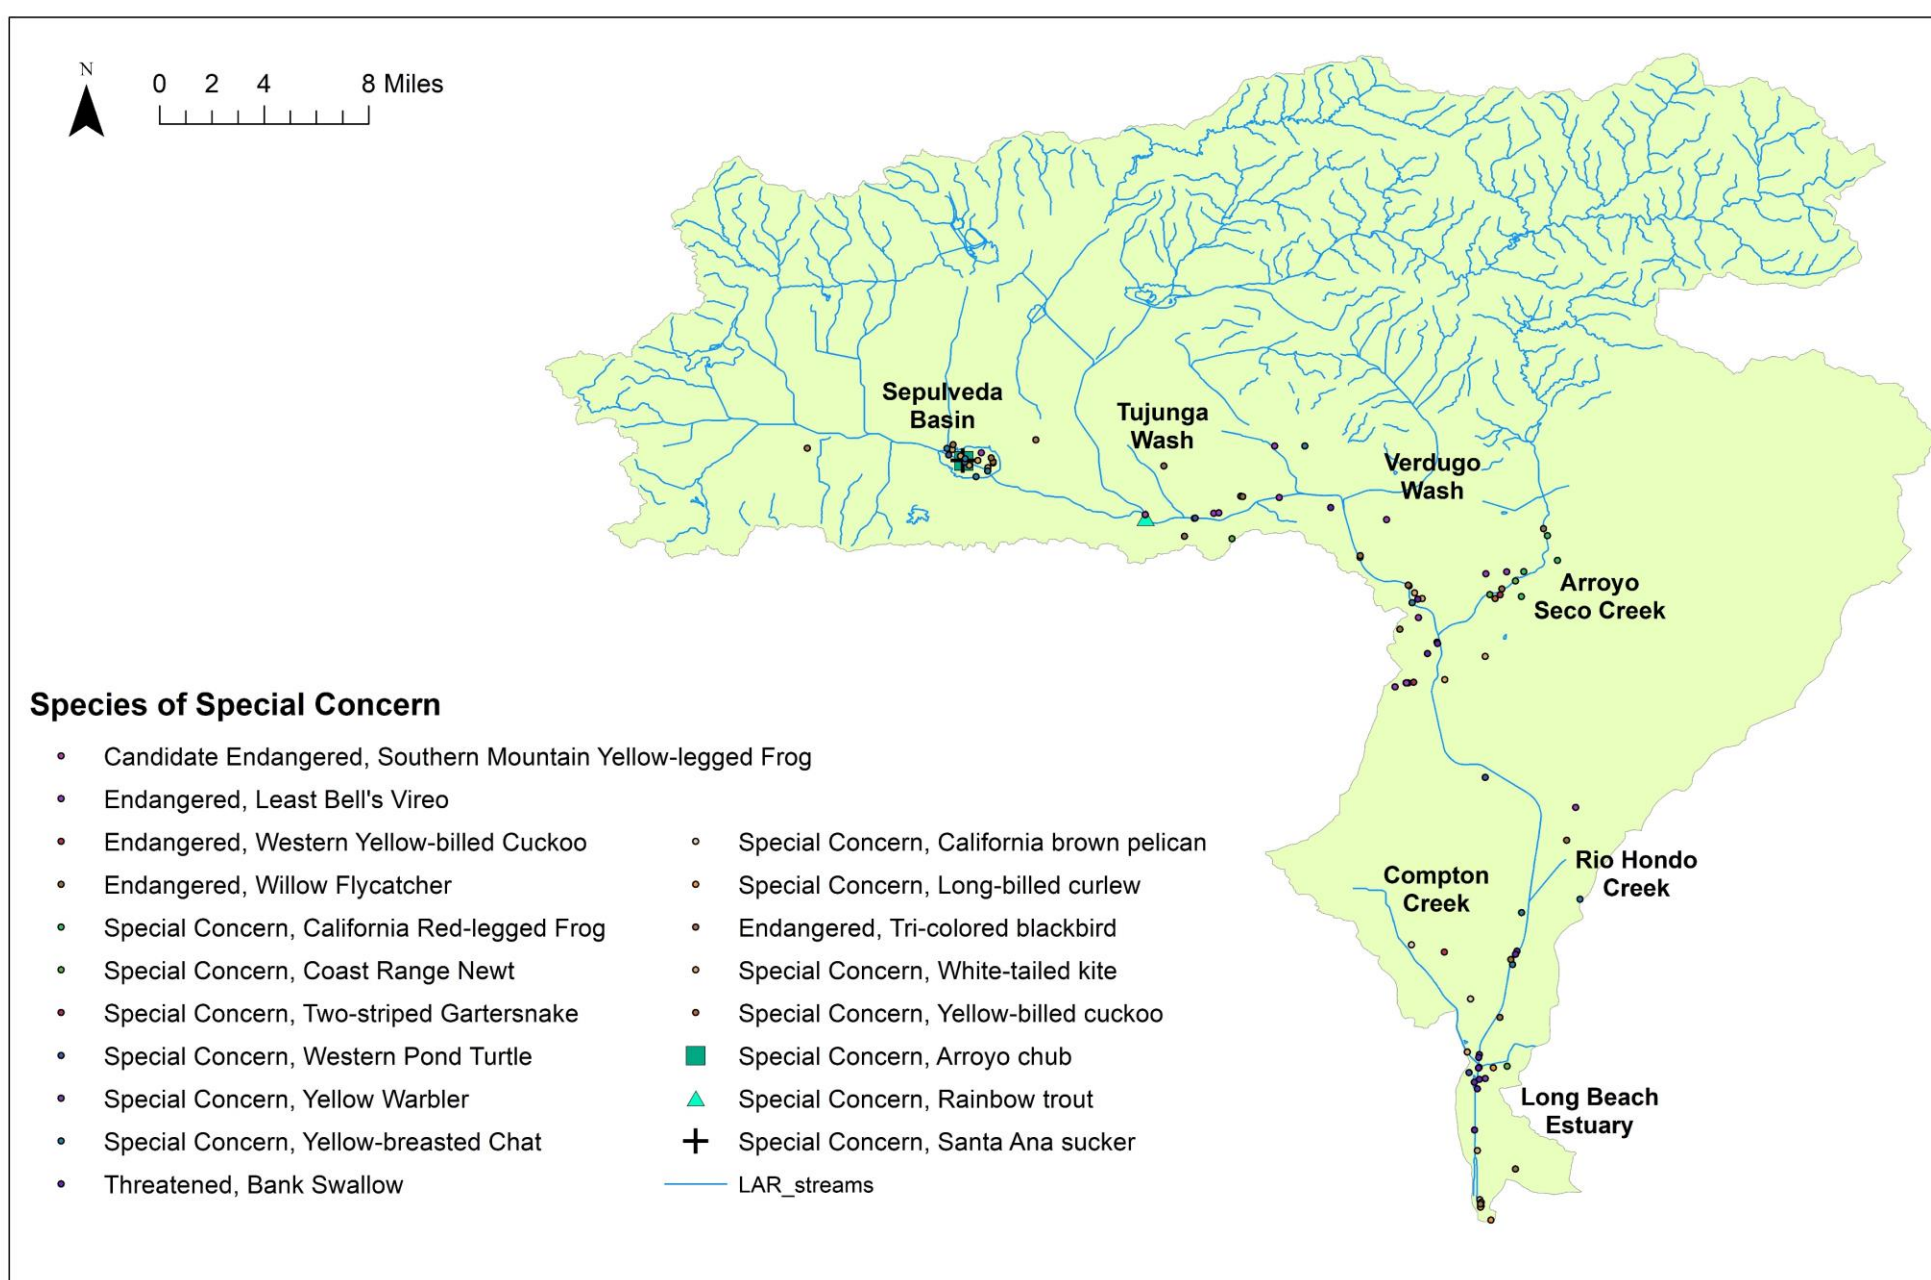 N
0 2 4 8 Miles
Sepulveda
Basin
Tujunga
Wash
Verdugo
Wash
Arroyo
Seco Creek
Rio Hondo
Creek
Compton
Creek
Long Beach
Estuary
Species of Special Concern
Candidate Endangered, Southern Mountain Yellow-legged Frog
Endangered, Least Bell's Vireo
Endangered, Western Yellow-billed Cuckoo
Endangered, Willow Flycatcher
Special Concern, California Red-legged Frog
Special Concern, Coast Range Newt
Special Concern, Two-striped Gartersnake
Special Concern, Western Pond Turtle
Special Concern, Yellow Warbler
Special Concern, Yellow-breasted Chat
Threatened, Bank Swallow
Special Concern, California brown pelican
Special Concern, Long-billed curlew
Endangered, Tri-colored blackbird
Special Concern, White-tailed kite
Special Concern, Yellow-billed cuckoo
Special Concern, Arroyo chub
Special Concern, Rainbow trout
Special Concern, Santa Ana sucker
LAR_streams